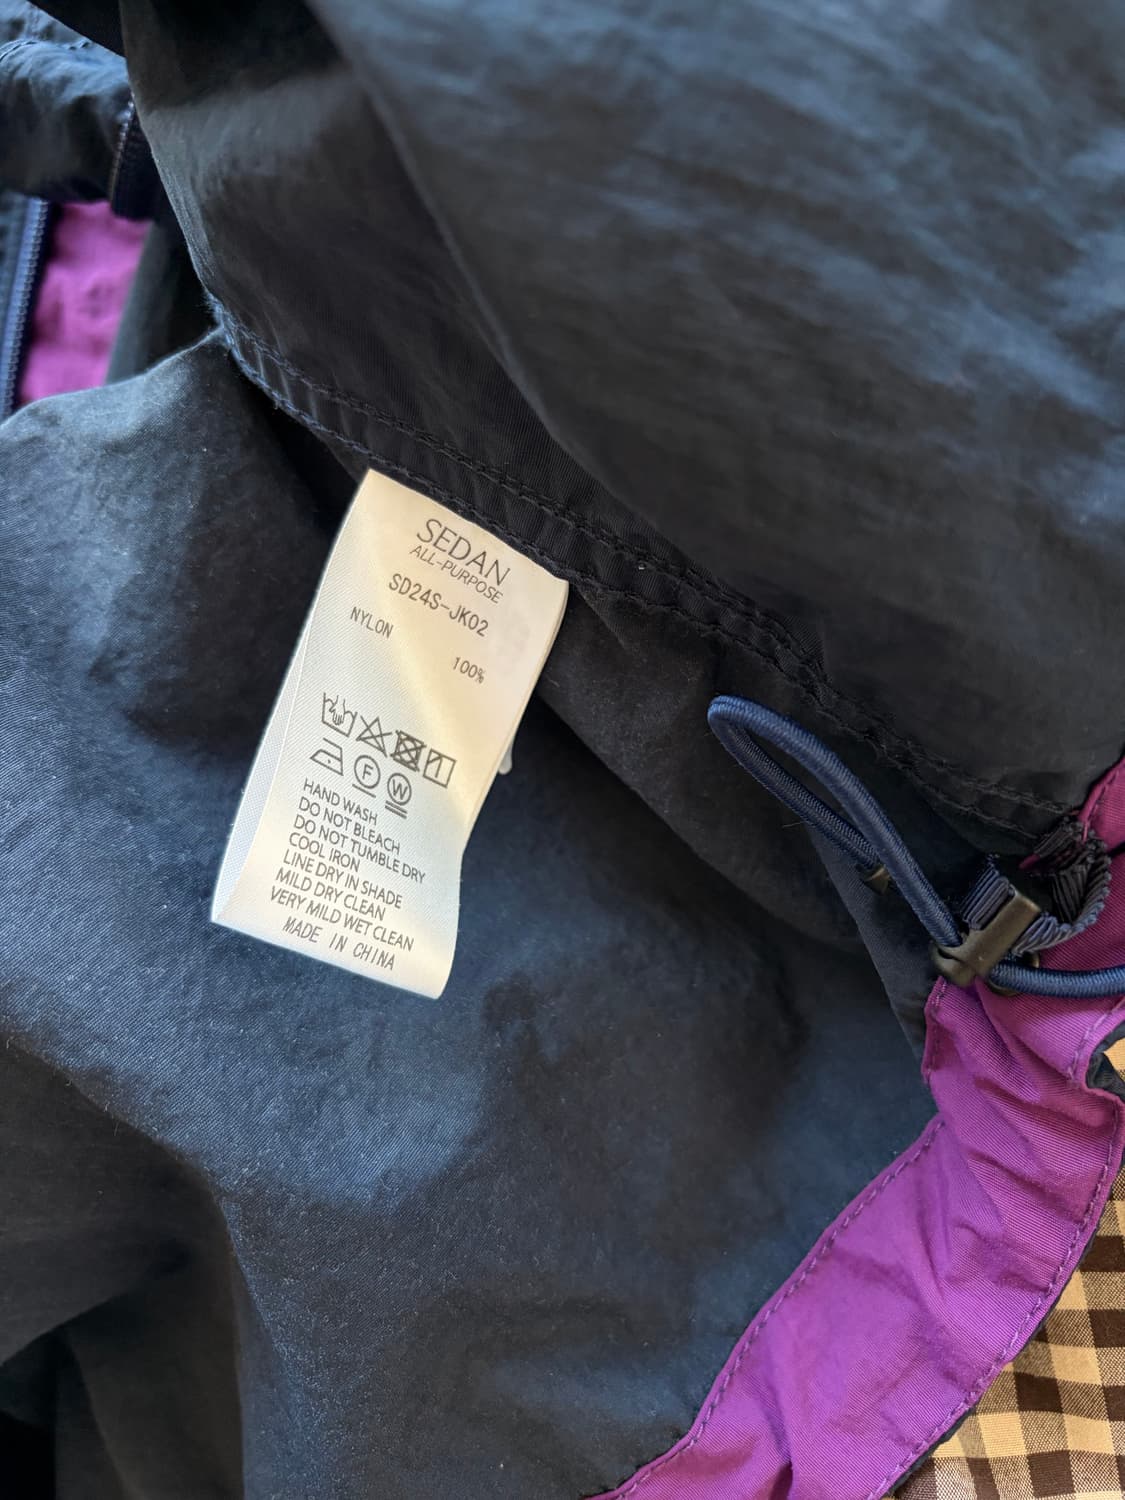 SEDAN
ALL-PURPOSE
SD24S-JK02
NYLON
100%
F W
HAND WASH
DO NOT BLEACH
DO NOT TUMBLE DRY
COOL IRON
LINE DRY IN SHADE
MILD DRY CLEAN
VERY MILD WET CLEAN
MADE IN CHINA